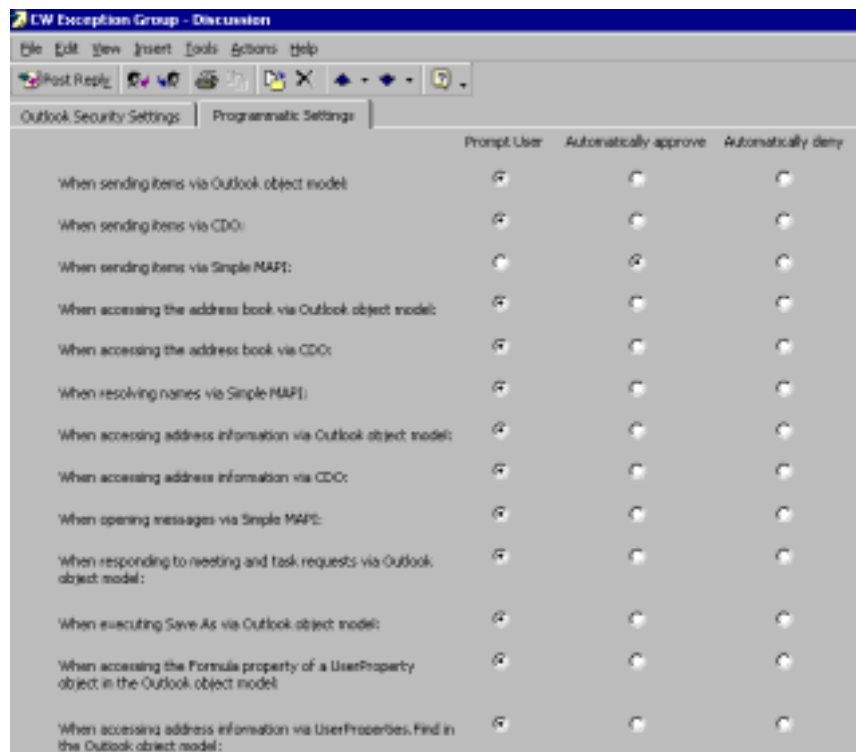 CW Exception Group - Discussion
File Edit View Insert Tools Actions Help
Post Reply
Outlook Security Settings Programmatic Settings
Prompt User Automatically approve Automatically deny
When sending items via Outlook object model:
When sending items via CDO:
When sending items via Simple MAPI:
When accessing the address book via Outlook object model:
When accessing the address book via CDO:
When resolving names via Simple MAPI:
When accessing address information via Outlook object model:
When accessing address information via CDO:
When opening messages via Simple MAPI:
When responding to meeting and task requests via Outlook
object model:
When executing Save As via Outlook object model:
When accessing the Formula property of a UserProperty
object in the Outlook object model:
When accessing address information via UserProperties.Find in
the Outlook object model: